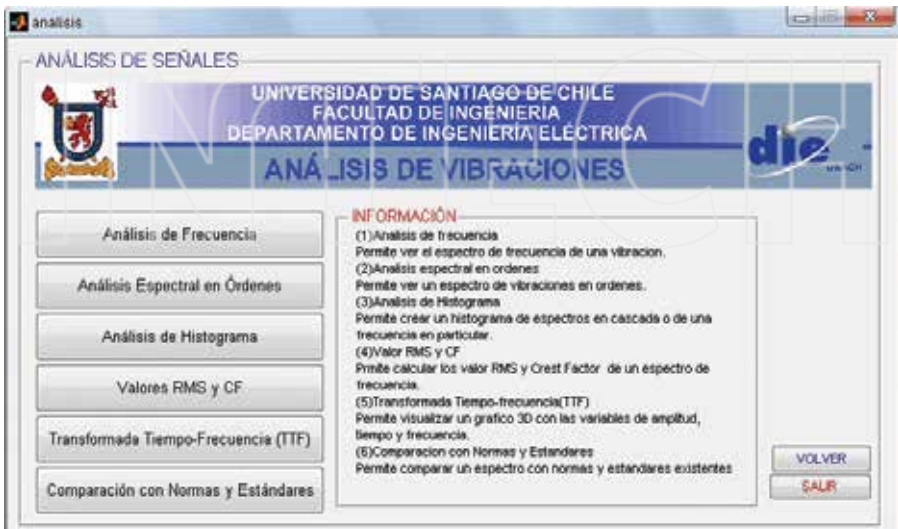 analisis
ANÁLISIS DE SEÑALES
UNIVERSIDAD DE SANTIAGO DE CHILE
FACULTAD DE INGENIERIA
DEPARTAMENTO DE INGENIERÍA ELÉCTRICA
ANÁLISIS DE VIBRACIONES
die
Análisis de Frecuencia
Análisis Espectral en Órdenes
Análisis de Histograma
Valores RMS y CF
Transformada Tiempo-Frecuencia (TTF)
Comparación con Normas y Estándares
INFORMACIÓN
(1)Analisis de frecuencia
Permite ver el espectro de frecuencia de una vibracion.
(2)Analisis espectral en ordenes
Permite ver un espectro de vibraciones en ordenes.
(3)Analisis de Histograma
Permite crear un histograma de espectros en cascada o de una
frecuencia en particular.
(4)Valor RMS y CF
Prmite calcular los valor RMS y Crest Factor de un espectro de
frecuencia.
(5)Transformada Tiempo-frecuencia(TTF)
Permite visualizar un grafico 3D con las variables de amplitud,
tiempo y frecuencia.
(6)Comparacion con Normas y Estandares
Permite comparar un espectro con normas y estandares existentes
VOLVER
SALIR
INTECH